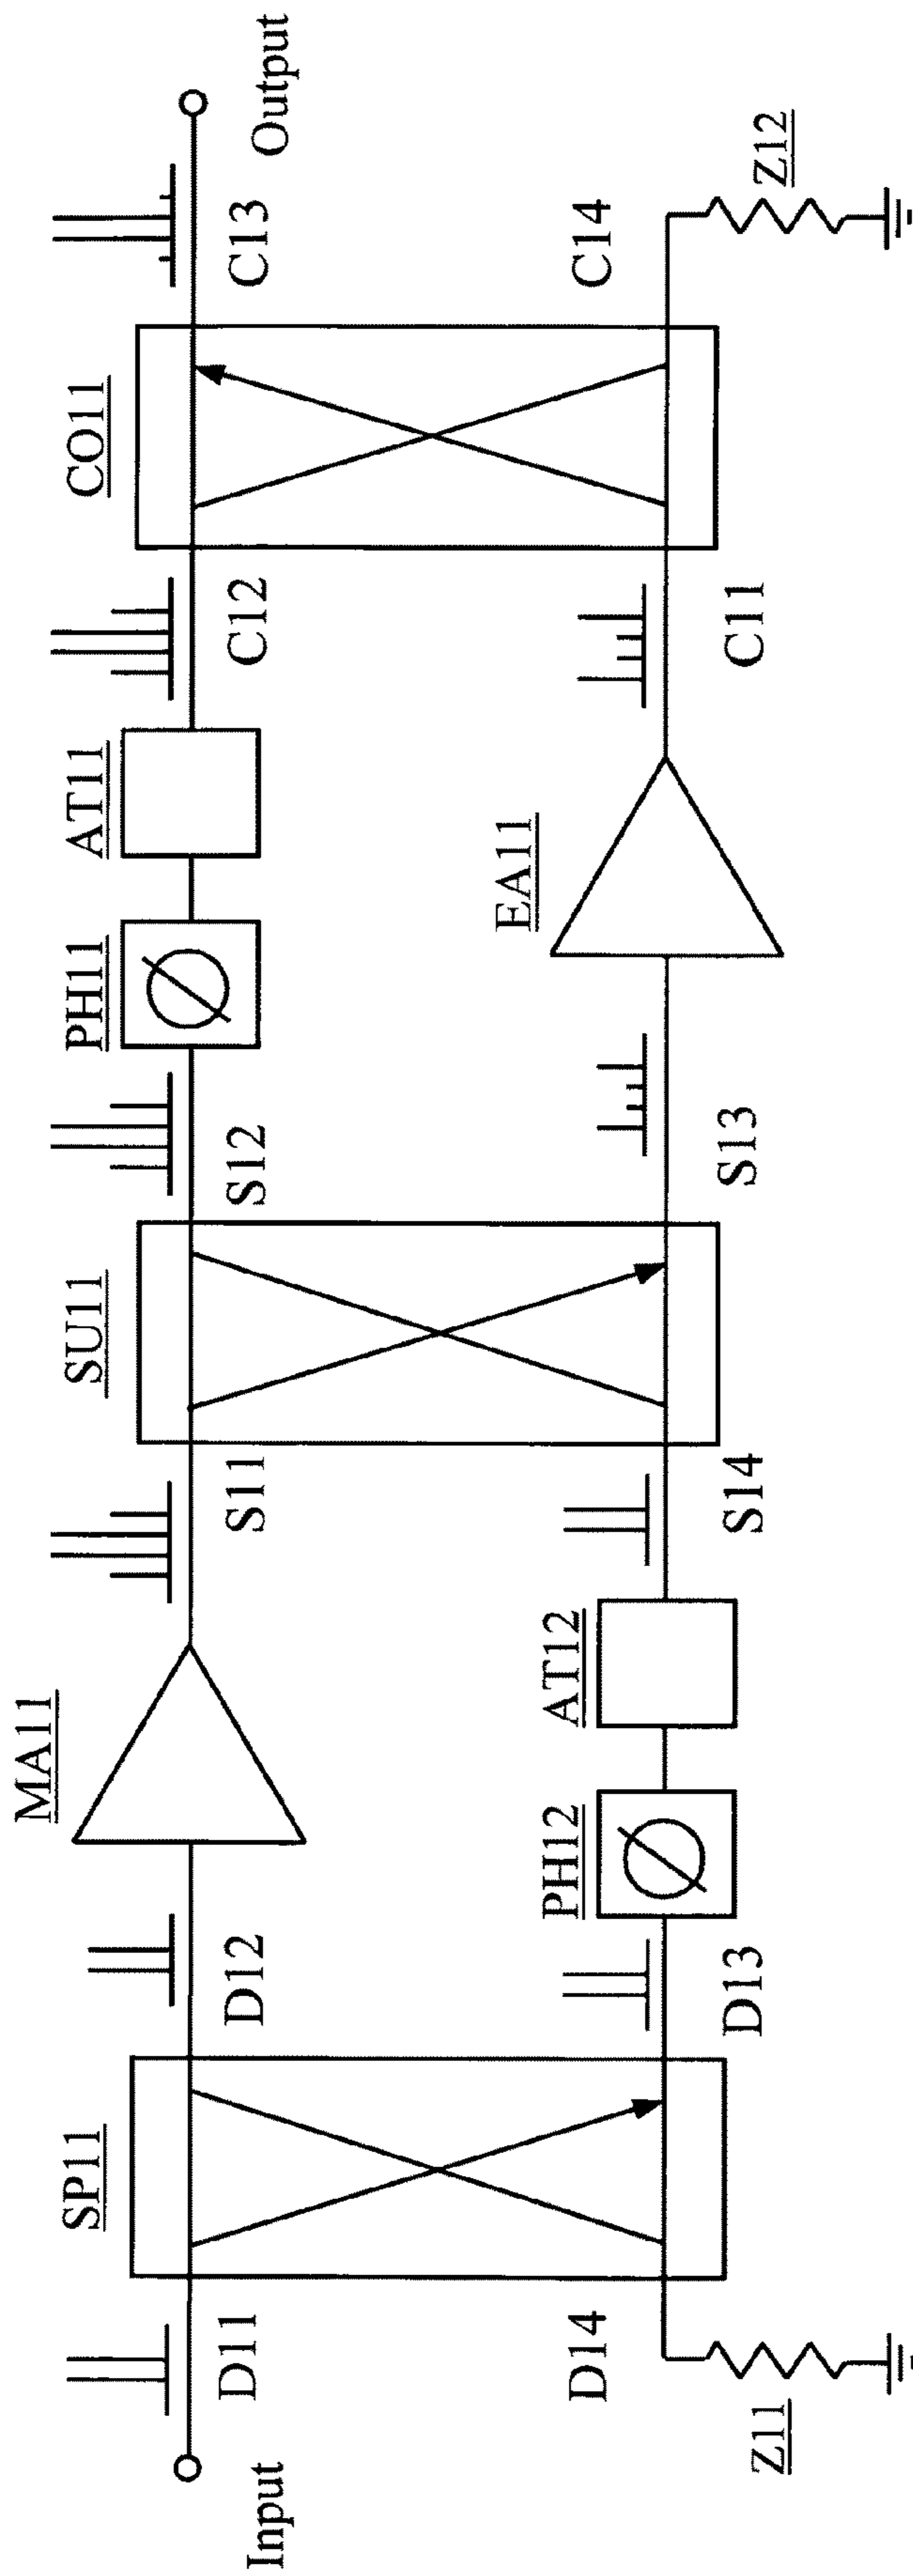 Input
D11
SP11
D12
MA11
S11
SU11
S12
PH11
AT11
C12
CO11
C13
Output
Z11
D14
D13
PH12
AT12
S14
S13
EA11
C11
C14
Z12